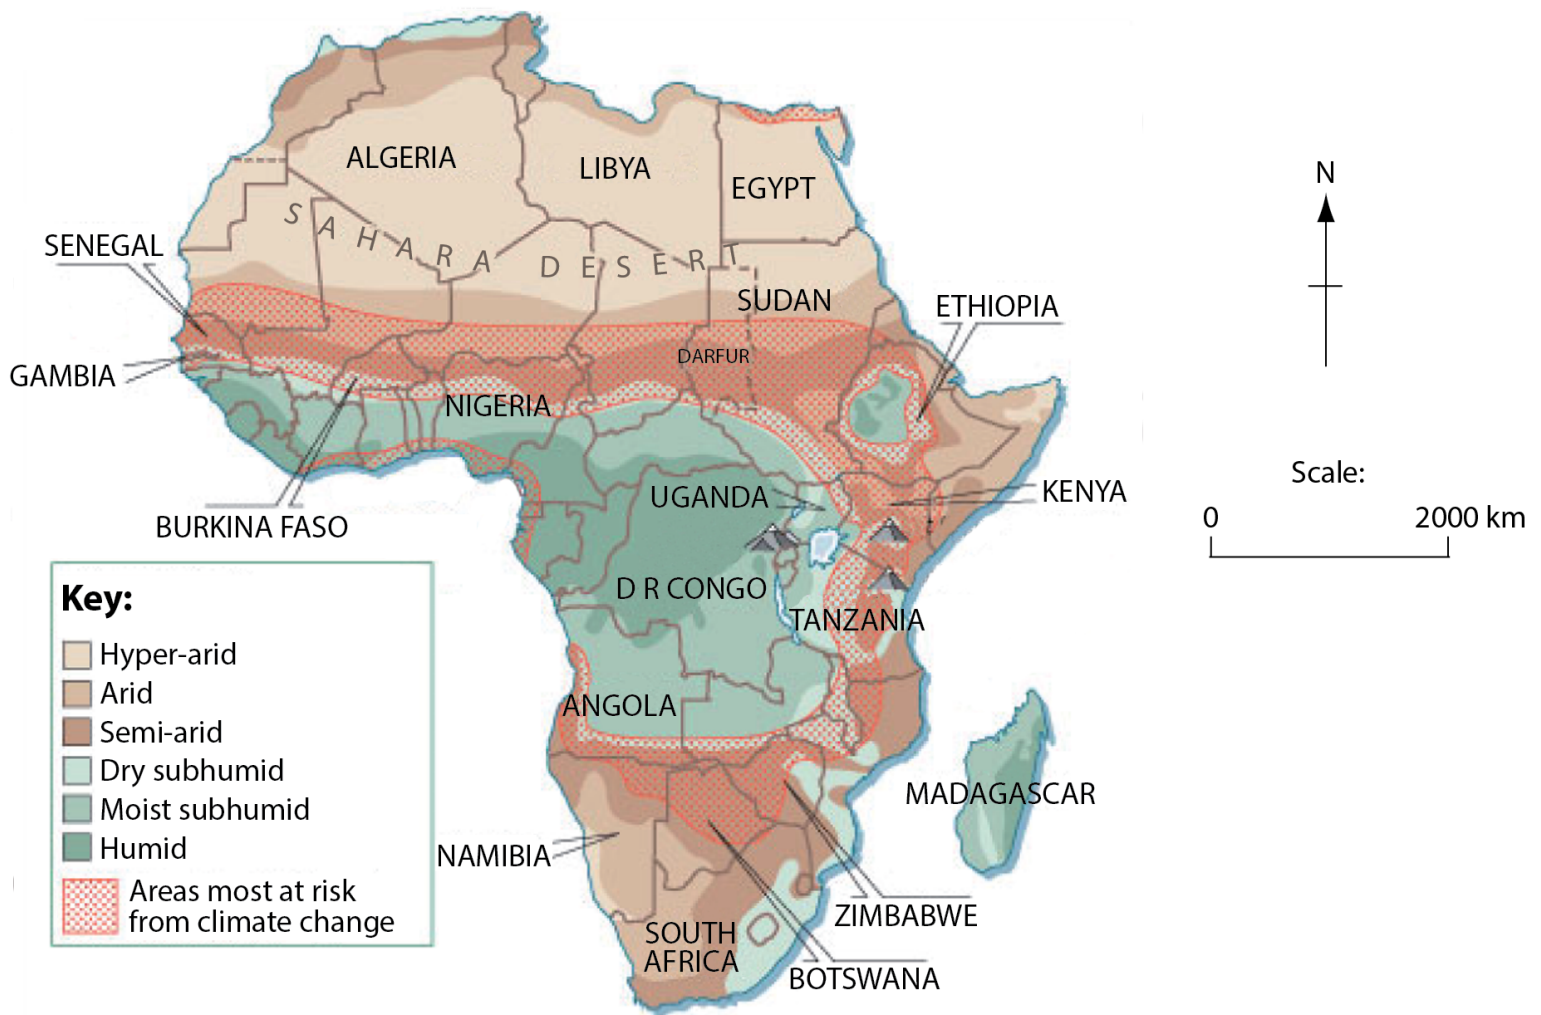 ALGERIA
LIBYA
EGYPT
SAHARA DESERT
SENEGAL
SUDAN
ETHIOPIA
DARFUR
GAMBIA
NIGERIA
BURKINA FASO
UGANDA
KENYA
D R CONGO
TANZANIA
ANGOLA
MADAGASCAR
NAMIBIA
ZIMBABWE
SOUTH
AFRICA
BOTSWANA
N
Scale:
0 2000 km
Key:
Hyper-arid
Arid
Semi-arid
Dry subhumid
Moist subhumid
Humid
Areas most at risk
from climate change